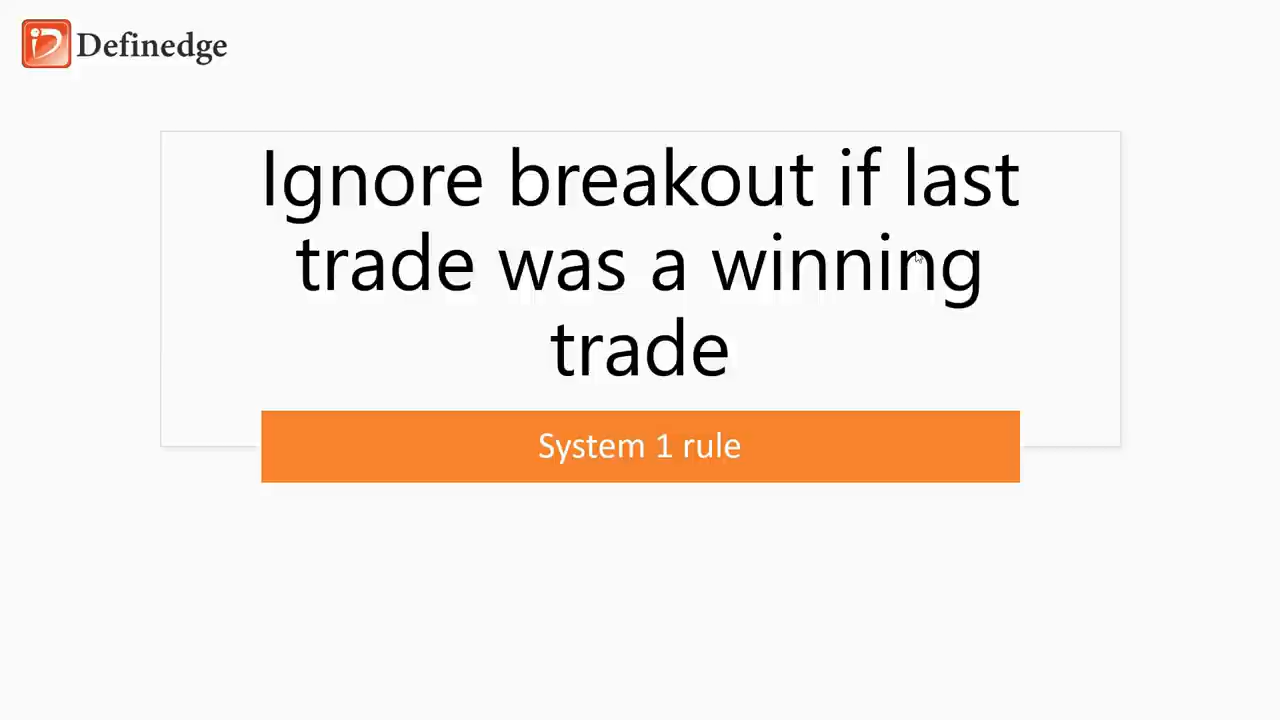 Definedge
Ignore breakout if last
trade was a winning
trade
System 1 rule